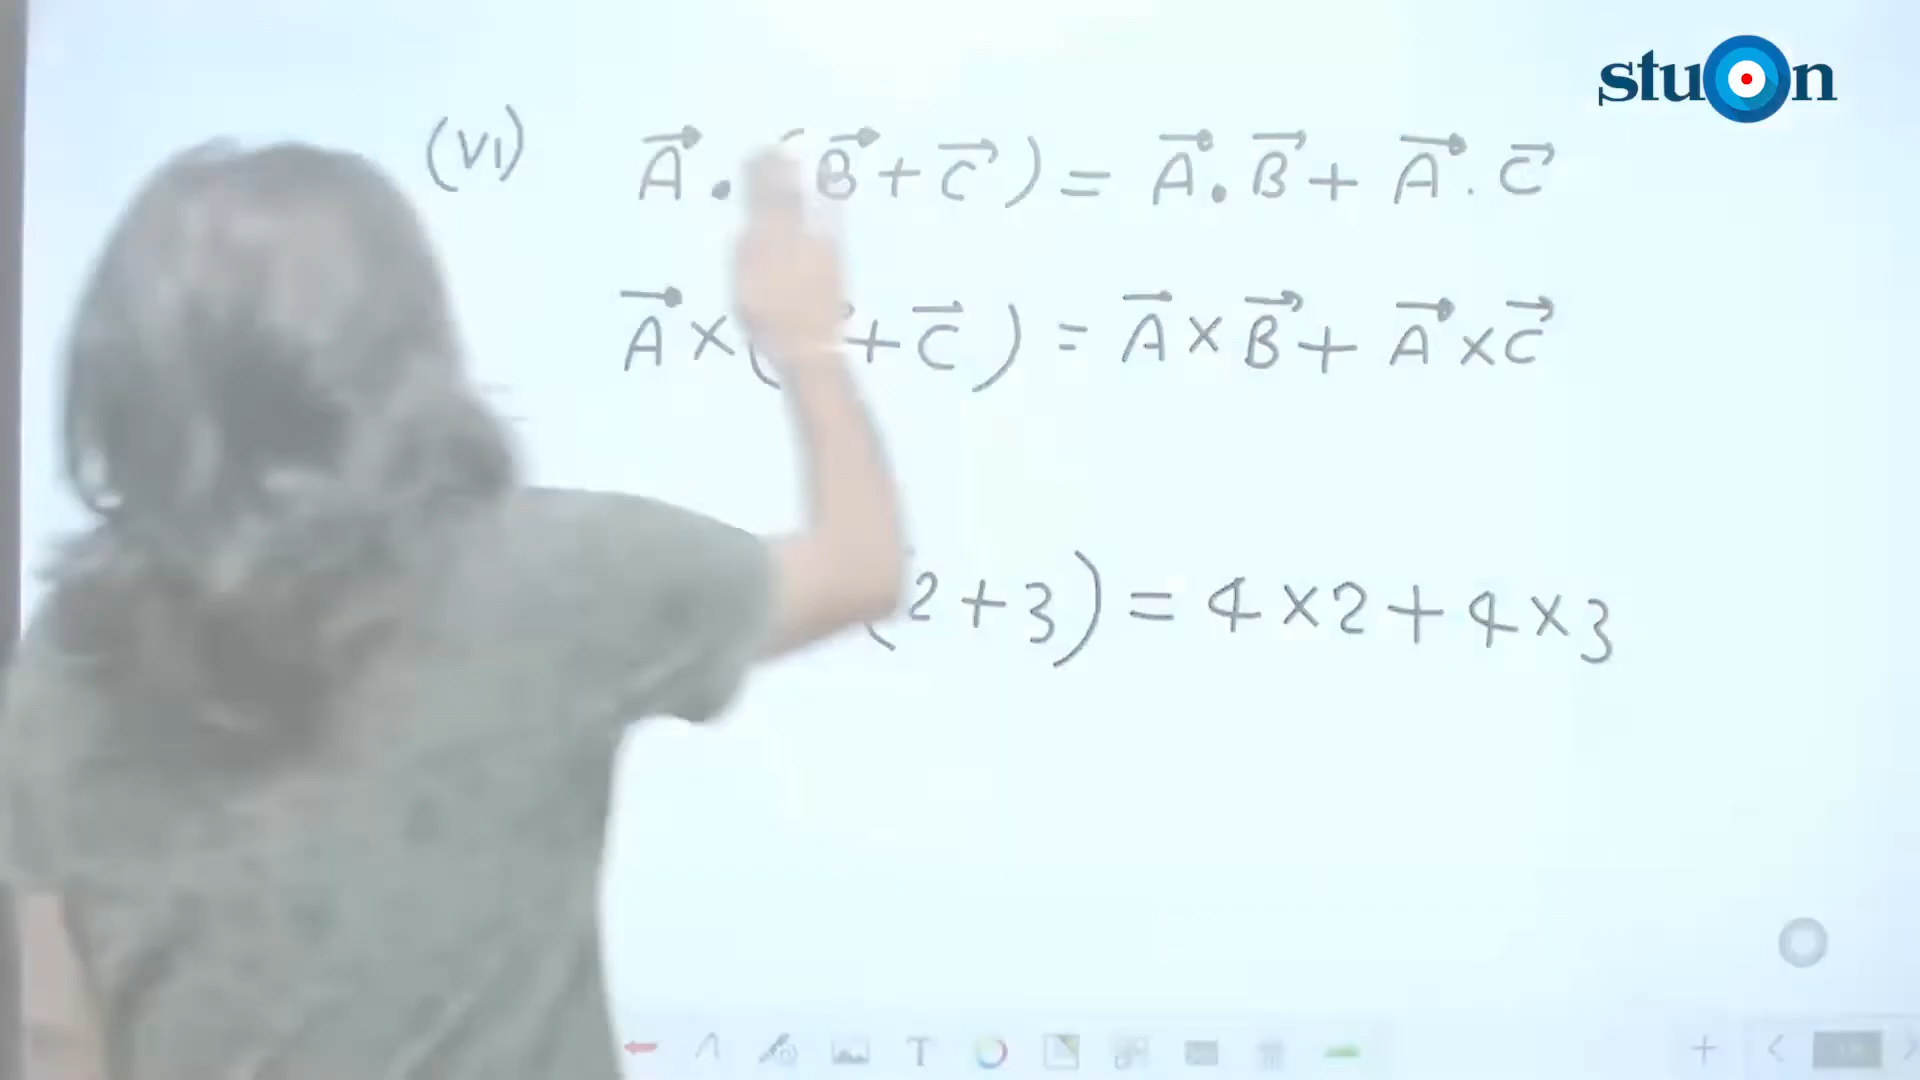 stuOn
(VI) A⃗ . (B⃗ + C⃗) = A⃗ . B⃗ + A⃗ . C⃗
A⃗ × ( + C⃗) = A⃗ × B⃗ + A⃗ × C⃗
(2 + 3) = 4 × 2 + 4 × 3
T